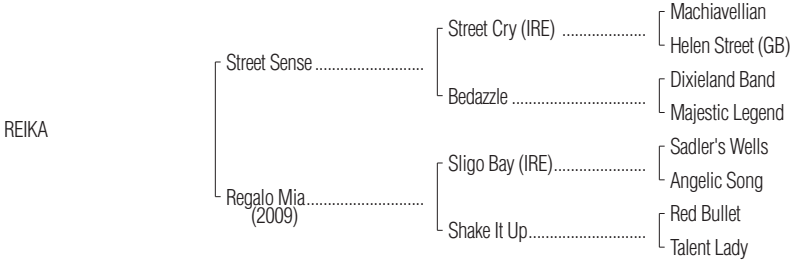 Machiavellian
Street Cry (IRE) ....................
Helen Street (GB)
Street Sense ..........................
Dixieland Band
Bedazzle ................................
Majestic Legend
REIKA
Sadler's Wells
Sligo Bay (IRE)......................
Angelic Song
Regalo Mia............................
(2009)
Red Bullet
Shake It Up............................
Talent Lady